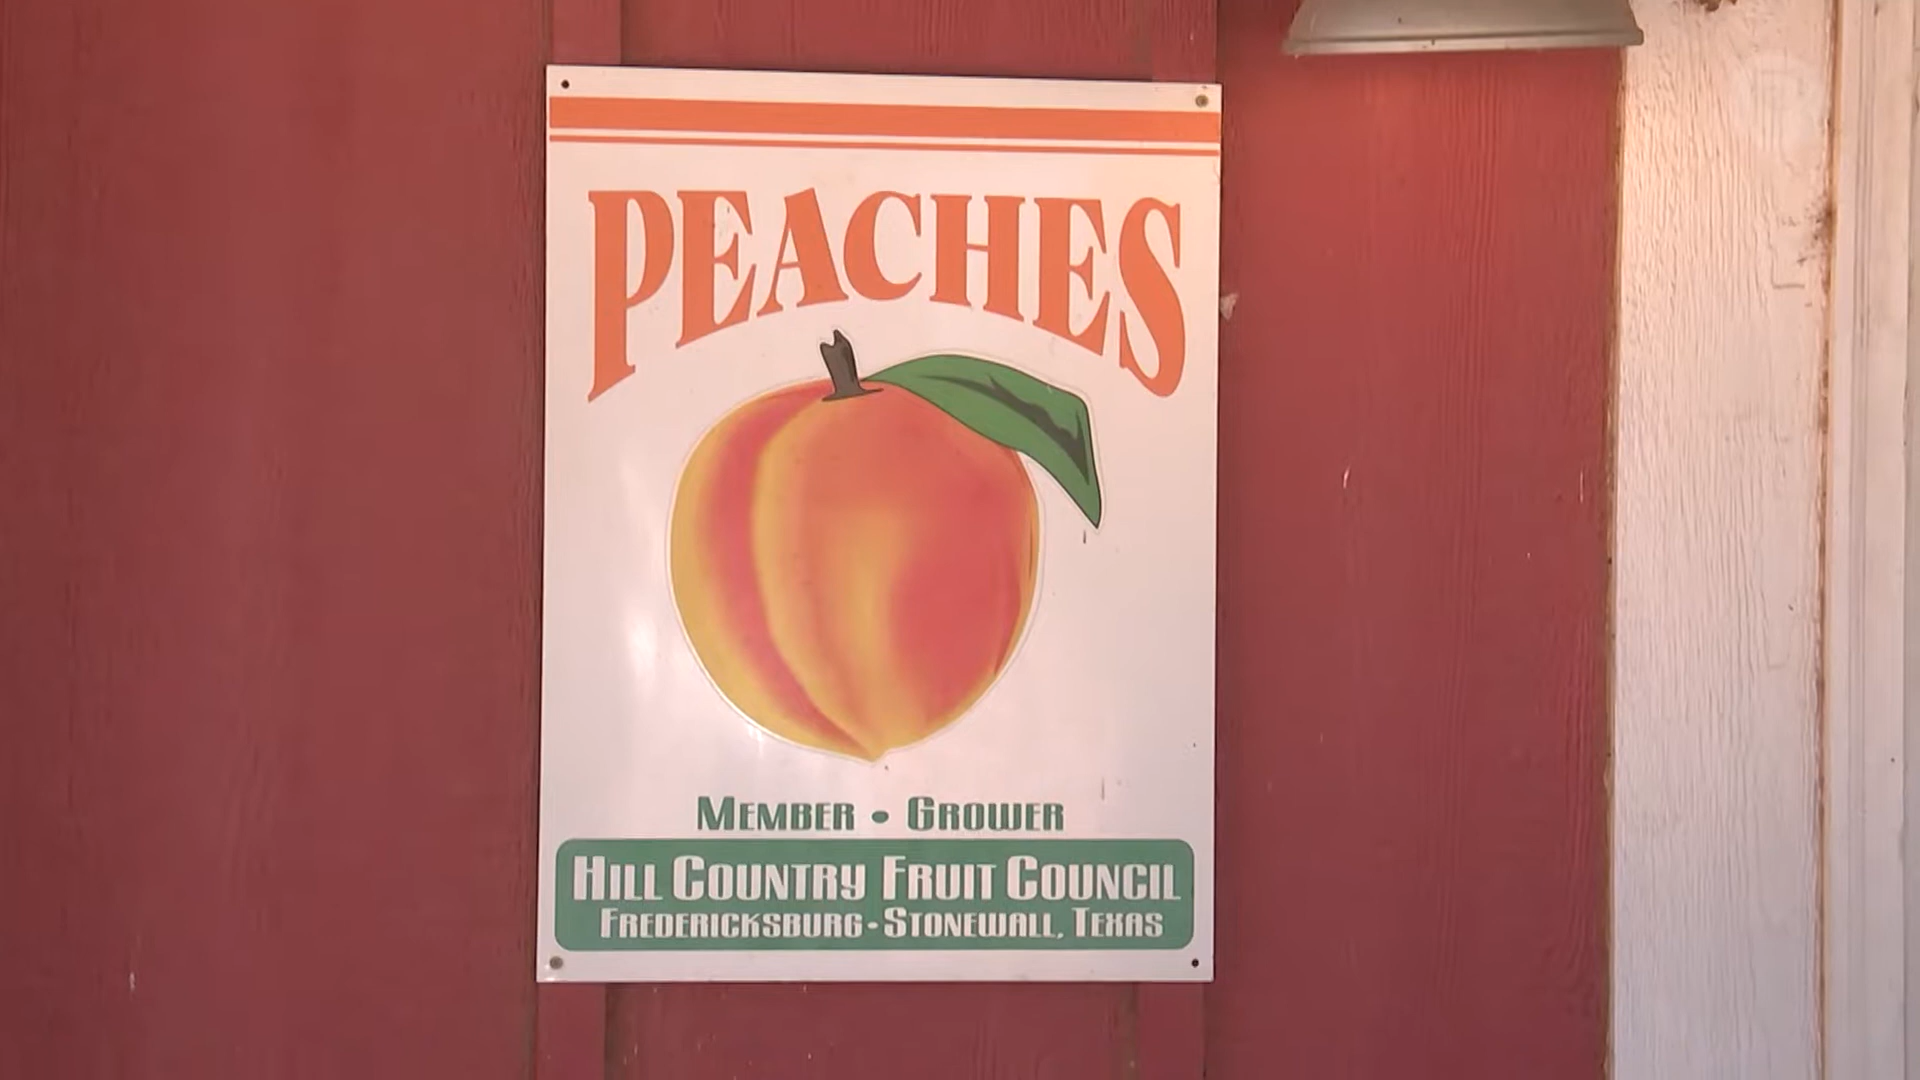 PEACHES
MEMBER • GROWER
HILL COUNTRY FRUIT COUNCIL
FREDERICKSBURG - STONEWALL, TEXAS